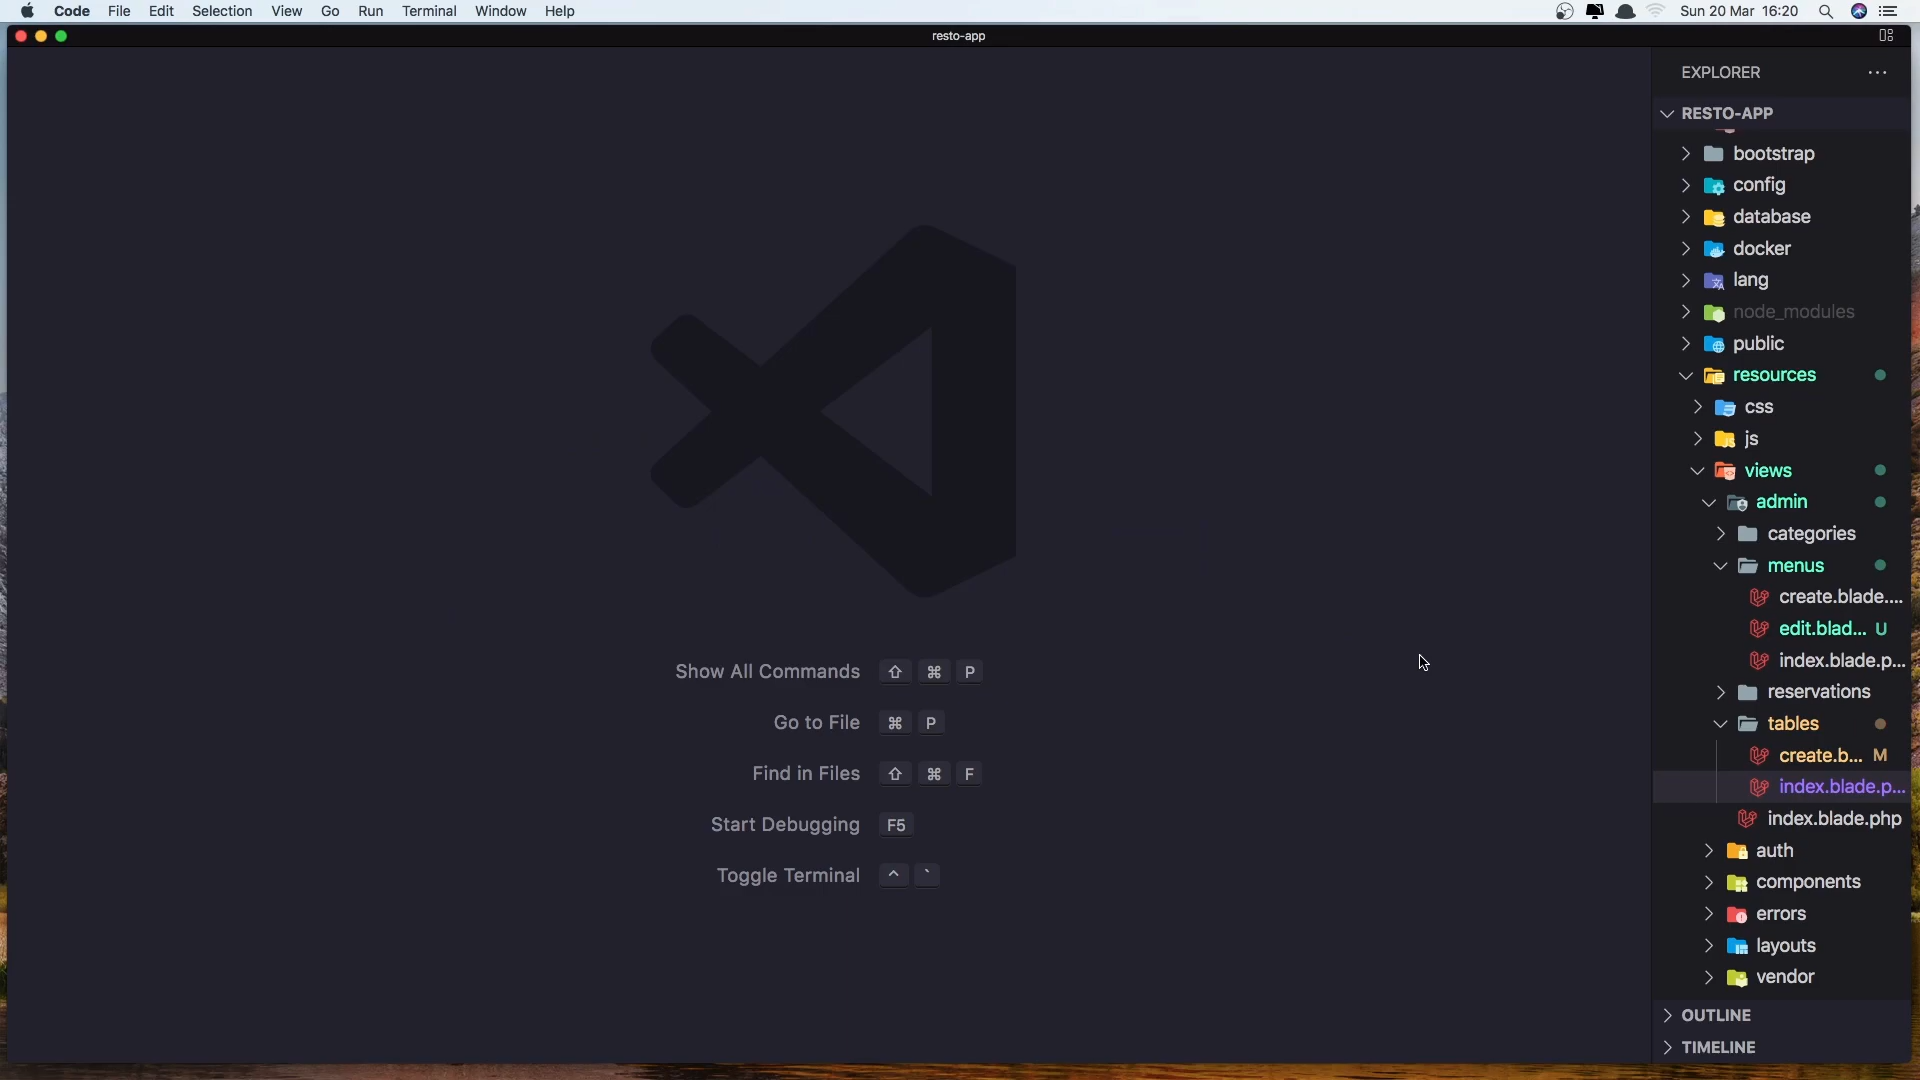 Code File Edit Selection View Go Run Terminal Window Help Sun 20 Mar 16:20
resto-app
EXPLORER ...
RESTO-APP
bootstrap
config
database
docker
lang
node_modules
public
resources
css
js
views
admin
categories
menus
create.blade....
edit.blad... U
index.blade.p...
reservations
tables
create.b... M
index.blade.p...
index.blade.php
auth
components
errors
layouts
vendor
OUTLINE
TIMELINE
Show All Commands ⇧ ⌘ P
Go to File ⌘ P
Find in Files ⇧ ⌘ F
Start Debugging F5
Toggle Terminal ^ `